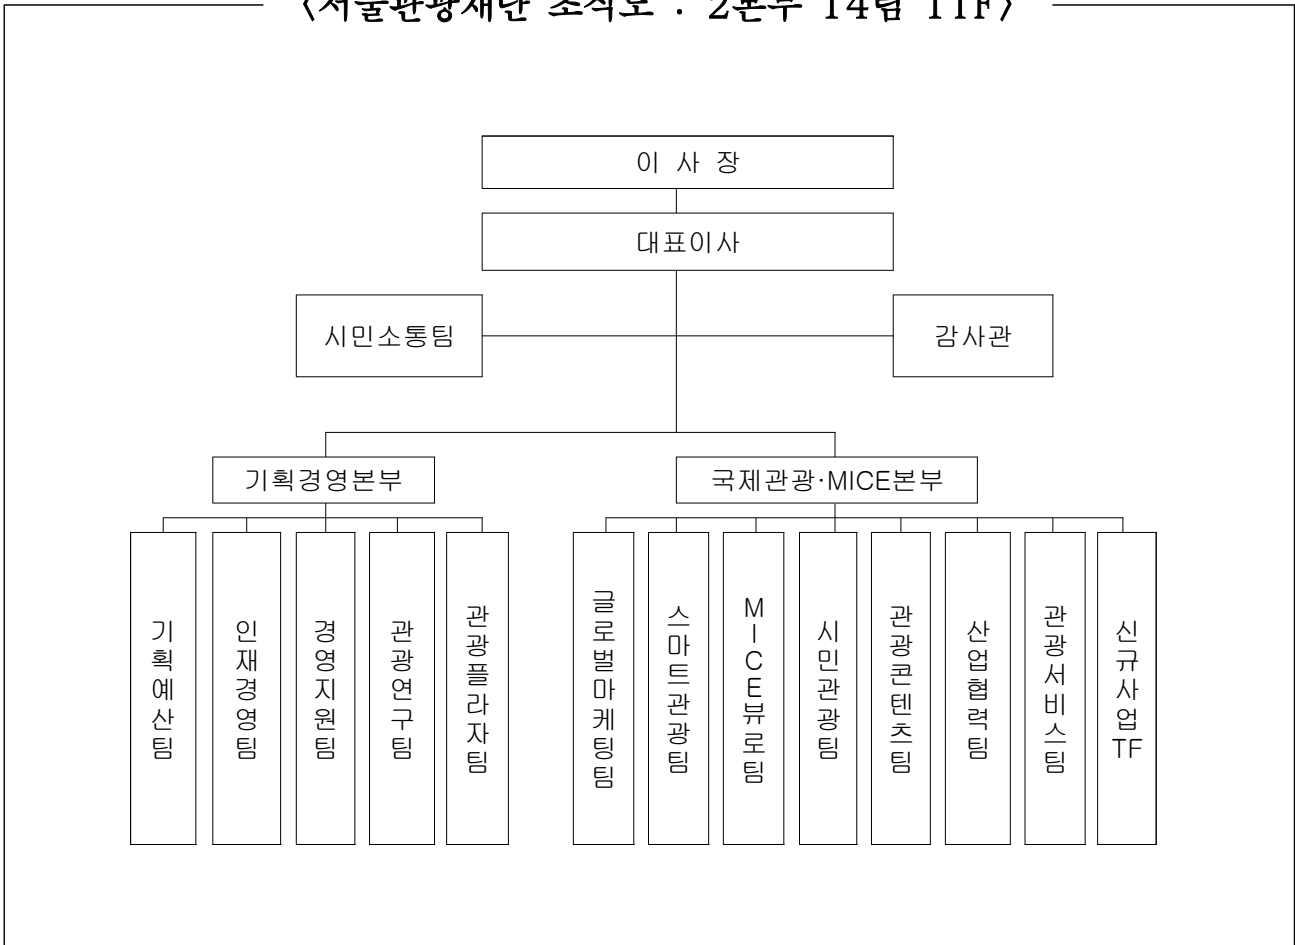 <서울관광재단 조직도 : 2본부 14팀 1TF>
이 사 장
대표이사
시민소통팀
감사관
기획경영본부
국제관광·MICE본부
기획예산팀
인재경영팀
경영지원팀
관광연구팀
관광플라자팀
글로벌마케팅팀
스마트관광팀
MICE뷰로팀
시민관광팀
관광콘텐츠팀
산업협력팀
관광서비스팀
신규사업TF